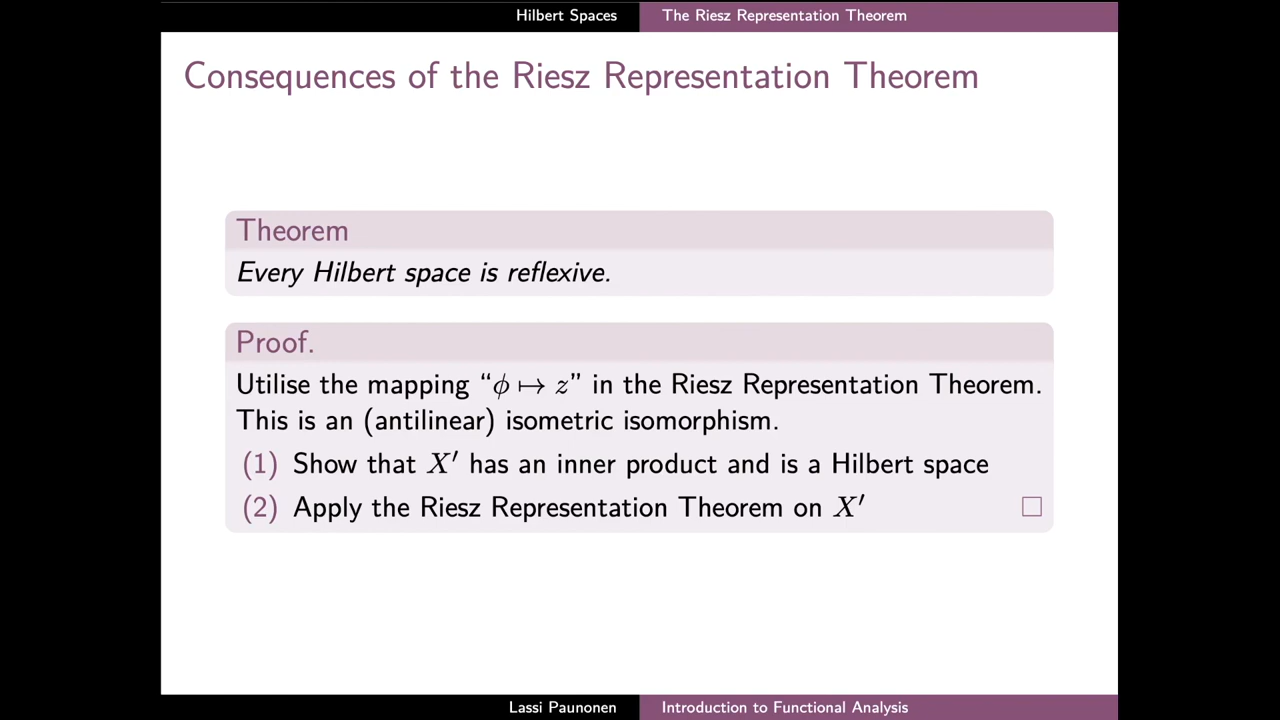 Hilbert Spaces The Riesz Representation Theorem
Consequences of the Riesz Representation Theorem
Theorem
Every Hilbert space is reflexive.
Proof.
Utilise the mapping “ϕ ↦ z” in the Riesz Representation Theorem.
This is an (antilinear) isometric isomorphism.
(1) Show that X′ has an inner product and is a Hilbert space
(2) Apply the Riesz Representation Theorem on X′ □
Lassi Paunonen Introduction to Functional Analysis